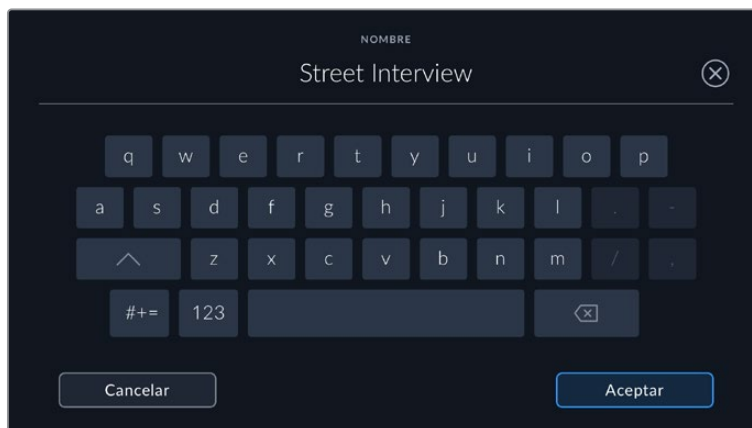 NOMBRE
Street Interview
q w e r t y u i o p
a s d f g h j k l . -
z x c v b n m / ,
#+= 123
Cancelar Aceptar